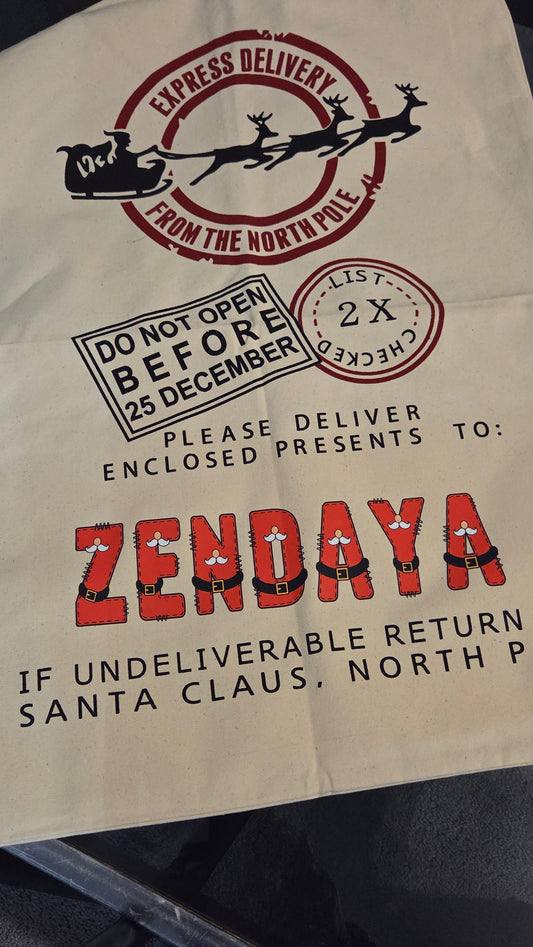 EXPRESS DELIVERY
FROM THE NORTH POLE
DO NOT OPEN
BEFORE
25 DECEMBER
LIST
2 X
CHECKED
PLEASE DELIVER
ENCLOSED PRESENTS TO:
ZENDAYA
IF UNDELIVERABLE RETURN
SANTA CLAUS, NORTH P